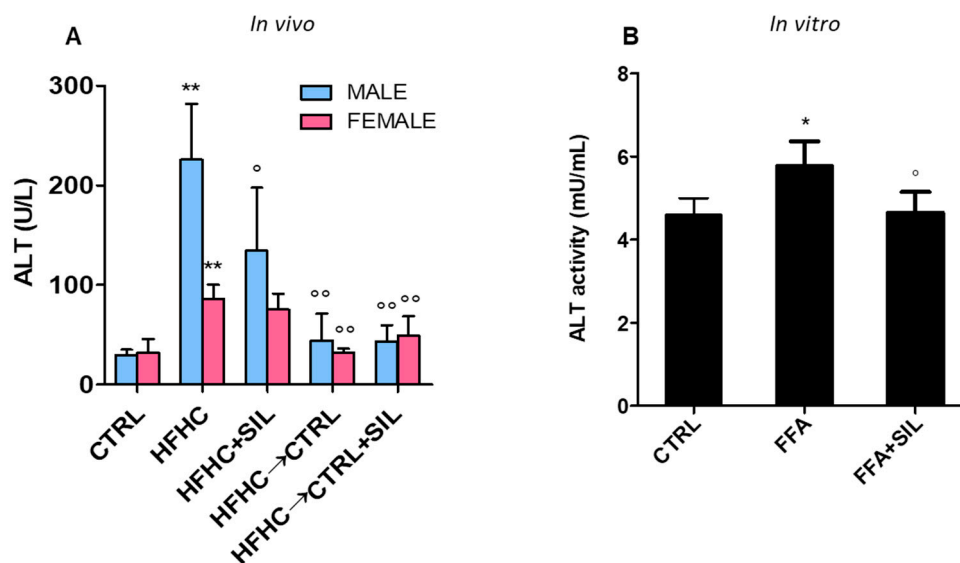 In vivo
In vitro
A
B
300
200
100
0
ALT (U/L)
MALE
FEMALE
**
**
°
°°
°°
°°
°°
CTRL
HFHC
HFHC+SIL
HFHC→CTRL
HFHC→CTRL+SIL
8
6
4
2
0
ALT activity (mU/mL)
*
°
CTRL
FFA
FFA+SIL